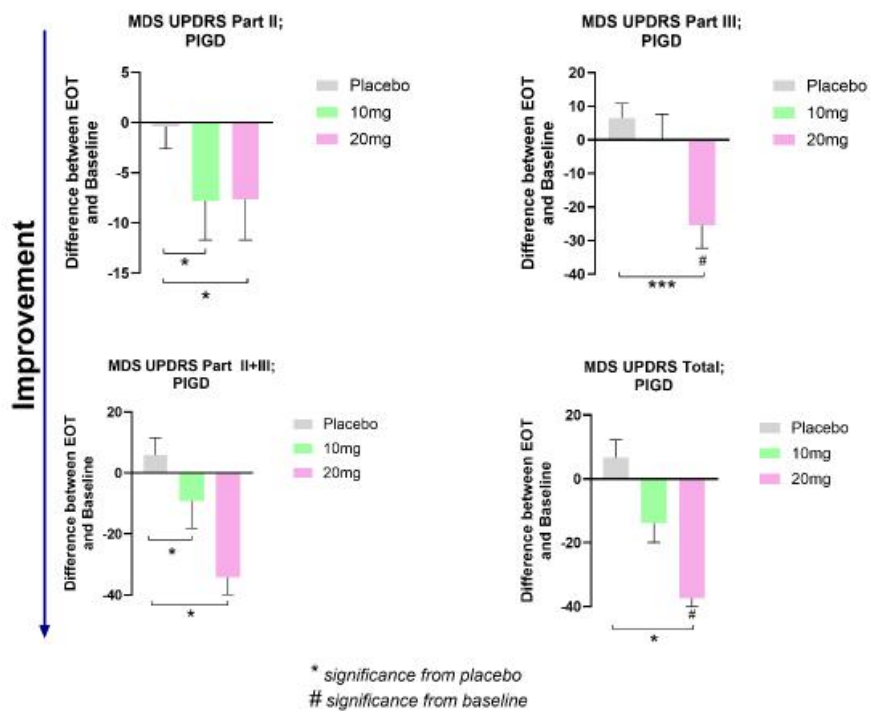 Improvement
MDS UPDRS Part II;
PIGD
Difference between EOT
and Baseline
5
0
-5
-10
-15
*
*
Placebo
10mg
20mg
MDS UPDRS Part III;
PIGD
Difference between EOT
and Baseline
20
10
0
-10
-20
-30
-40
#
***
Placebo
10mg
20mg
MDS UPDRS Part II+III;
PIGD
Difference between EOT
and Baseline
20
0
-20
-40
*
*
Placebo
10mg
20mg
MDS UPDRS Total;
PIGD
Difference between EOT
and Baseline
20
0
-20
-40
#
*
Placebo
10mg
20mg
* significance from placebo
# significance from baseline